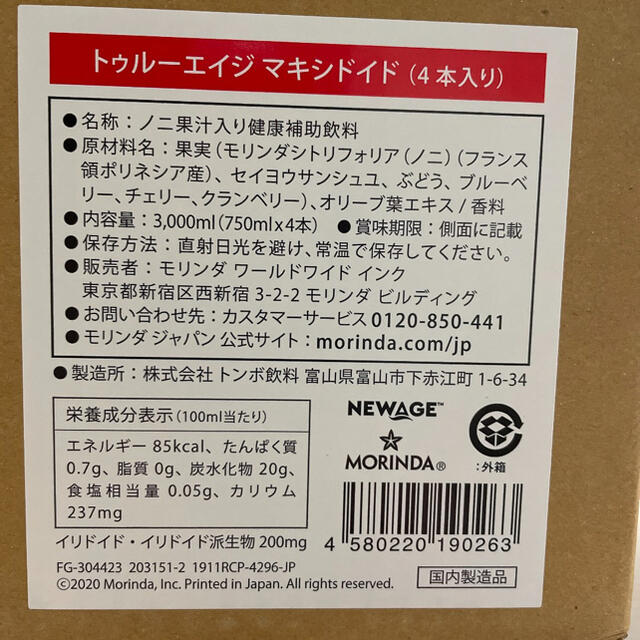 トゥルーエイジ マキシドイド（4本入り）
●名称：ノニ果汁入り健康補助飲料
●原材料名：果実（モリンダシトリフォリア（ノニ）（フランス
領ポリネシア産）、セイヨウサンシュユ、ぶどう、ブルーベ
リー、チェリー、クランベリー）、オリーブ葉エキス / 香料
●内容量：3,000ml（750mlx4本） ●賞味期限：側面に記載
●保存方法：直射日光を避け、常温で保存してください。
●販売者：モリンダ ワールドワイド インク
東京都新宿区西新宿 3-2-2 モリンダ ビルディング
●お問い合わせ先：カスタマーサービス0120-850-441
●モリンダ ジャパン 公式サイト：morinda.com/jp
●製造所：株式会社 トンボ飲料 富山県富山市下赤江町 1-6-34
栄養成分表示（100ml当たり）
エネルギー 85kcal、たんぱく質
0.7g、脂質 0g、炭水化物 20g、
食塩相当量 0.05g、カリウム
237mg
イリドイド・イリドイド派生物 200mg
FG-304423 203151-2 1911RCP-4296-JP
©2020 Morinda, Inc. Printed in Japan. All rights reserved.
NEWAGE™
MORINDA®
：外箱
4 580220 190263
国内製造品